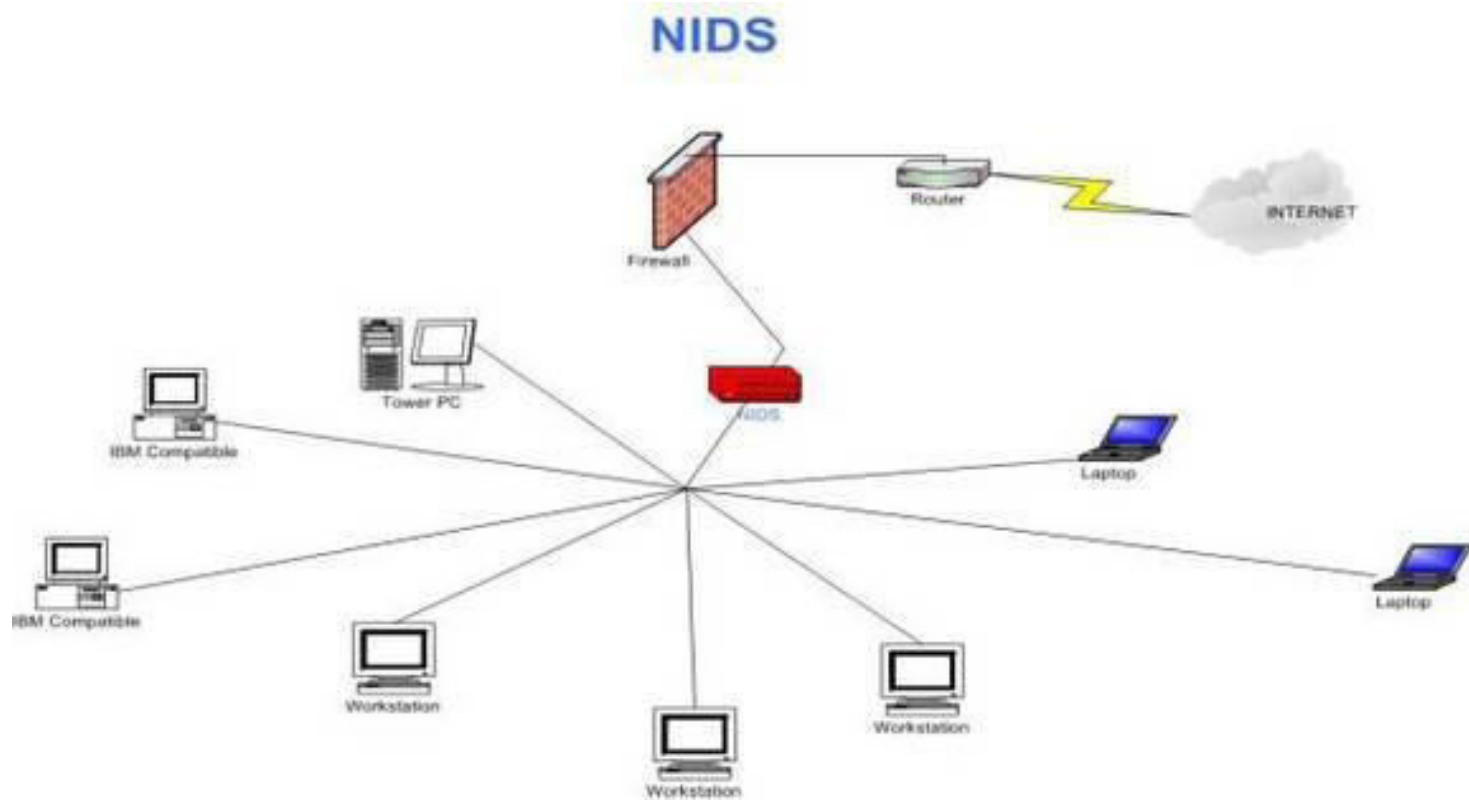 NIDS
Router
INTERNET
Firewall
Tower PC
NIDS
IBM Compatible
Laptop
IBM Compatible
Laptop
Workstation
Workstation
Workstation